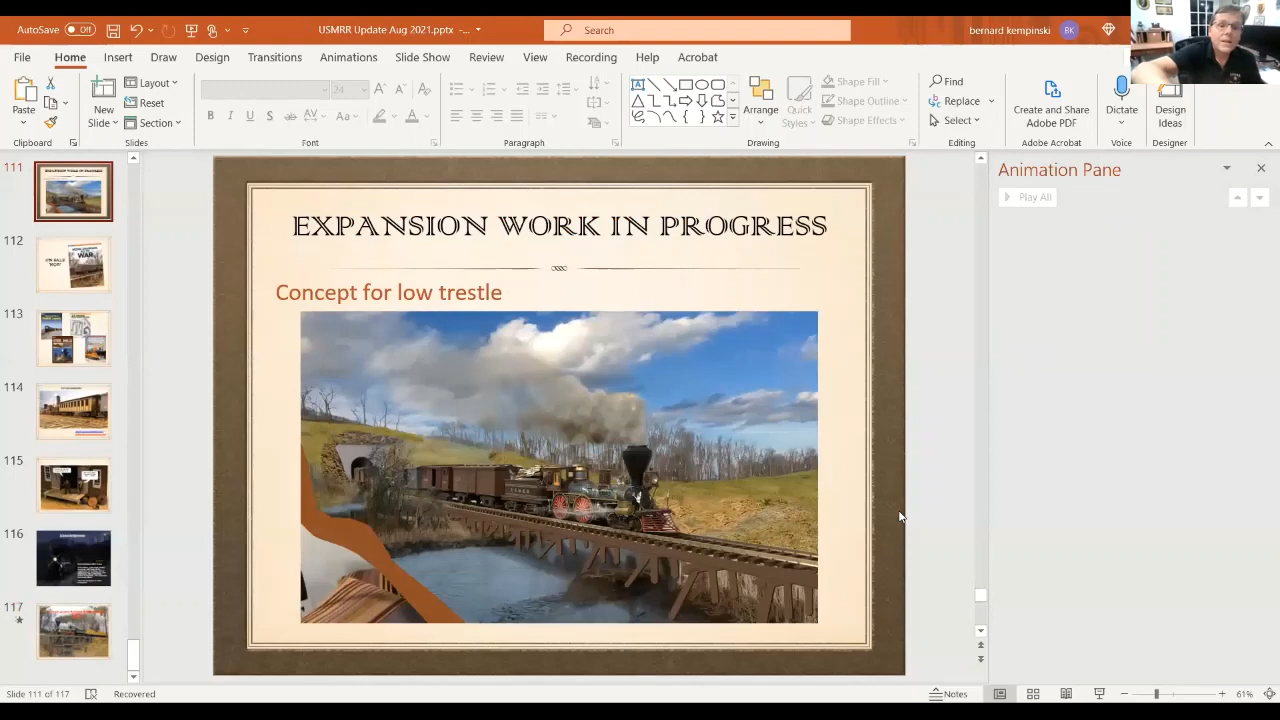 AutoSave Off
USMRR Update Aug 2021.pptx -...
Search
bernard kempinski BK
File Home Insert Draw Design Transitions Animations Slide Show Review View Recording Help Acrobat
Paste
New Slide
Layout
Reset
Section
24
Arrange
Quick Styles
Shape Fill
Shape Outline
Shape Effects
Find
Replace
Select
Create and Share Adobe PDF
Dictate
Design Ideas
Clipboard Slides Font Paragraph Drawing Editing Adobe Acrobat Voice Designer
111
112
113
114
115
116
117
EXPANSION WORK IN PROGRESS
Concept for low trestle
Animation Pane
Play All
Slide 111 of 117
Recovered
Notes
61%